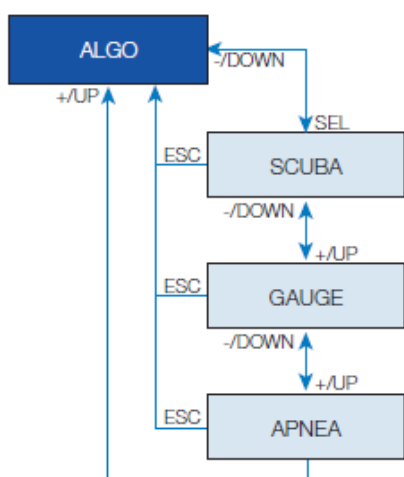 ALGO
-/DOWN
+/UP
SEL
ESC
SCUBA
-/DOWN
+/UP
ESC
GAUGE
-/DOWN
+/UP
ESC
APNEA